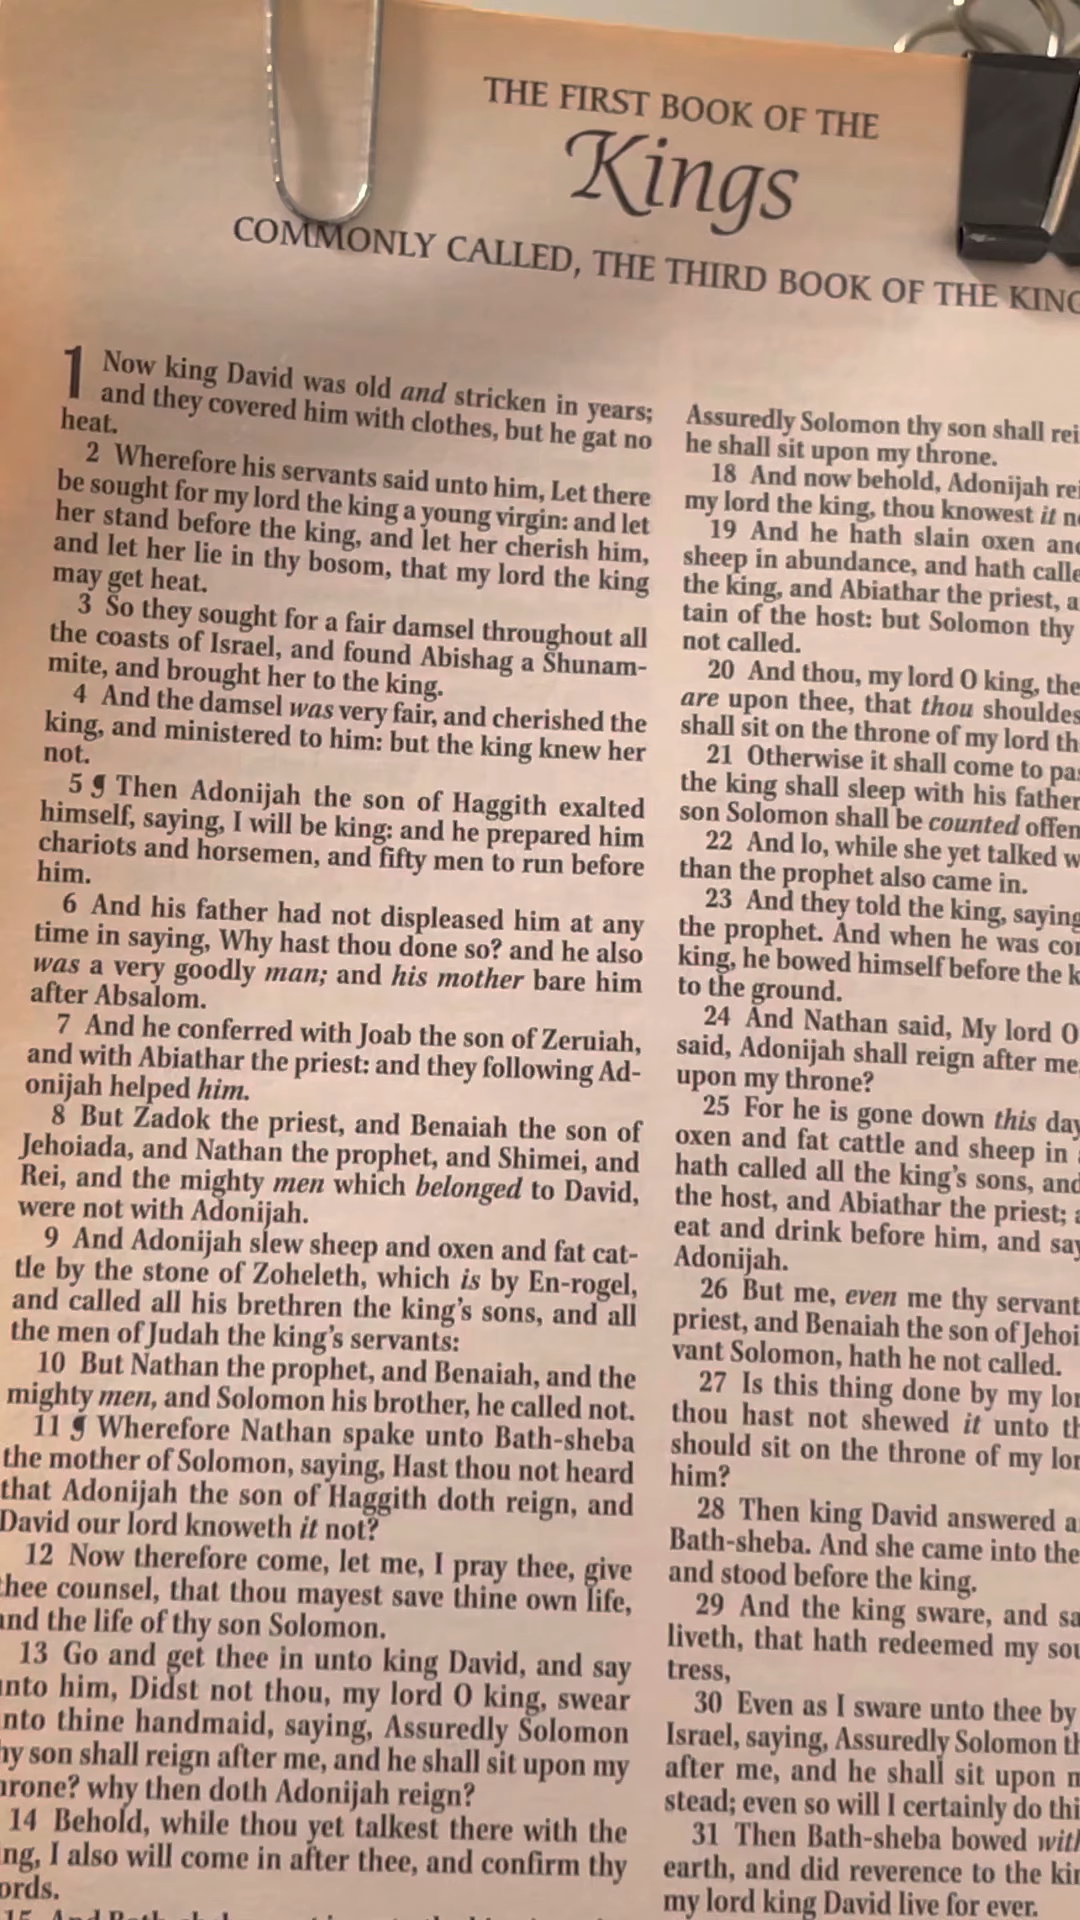 THE FIRST BOOK OF THE
Kings
COMMONLY CALLED, THE THIRD BOOK OF THE
1 Now king David was old and stricken in years;
and they covered him with clothes, but he gat no
heat.
2 Wherefore his servants said unto him, Let there
be sought for my lord the king a young virgin: and let
her stand before the king, and let her cherish him,
and let her lie in thy bosom, that my lord the king
may get heat.
3 So they sought for a fair damsel throughout all
the coasts of Israel, and found Abishag a Shunam-
mite, and brought her to the king.
4 And the damsel was very fair, and cherished the
king, and ministered to him: but the king knew her
not.
5 ¶ Then Adonijah the son of Haggith exalted
himself, saying, I will be king: and he prepared him
chariots and horsemen, and fifty men to run before
him.
6 And his father had not displeased him at any
time in saying, Why hast thou done so? and he also
was a very goodly man; and his mother bare him
after Absalom.
7 And he conferred with Joab the son of Zeruiah,
and with Abiathar the priest: and they following Ad-
onijah helped him.
8 But Zadok the priest, and Benaiah the son of
Jehoiada, and Nathan the prophet, and Shimei, and
Rei, and the mighty men which belonged to David,
were not with Adonijah.
9 And Adonijah slew sheep and oxen and fat cat-
tle by the stone of Zoheleth, which is by En-rogel,
and called all his brethren the king's sons, and all
the men of Judah the king's servants:
10 But Nathan the prophet, and Benaiah, and the
mighty men, and Solomon his brother, he called not.
11 ¶ Wherefore Nathan spake unto Bath-sheba
the mother of Solomon, saying, Hast thou not heard
that Adonijah the son of Haggith doth reign, and
David our lord knoweth it not?
12 Now therefore come, let me, I pray thee, give
thee counsel, that thou mayest save thine own life,
and the life of thy son Solomon.
13 Go and get thee in unto king David, and say
unto him, Didst not thou, my lord O king, swear
unto thine handmaid, saying, Assuredly Solomon
thy son shall reign after me, and he shall sit upon my
throne? why then doth Adonijah reign?
14 Behold, while thou yet talkest there with the
I also will come in after thee, and confirm thy
Assuredly Solomon thy son shall
he shall sit upon my throne.
18 And now behold, Adonijah
my lord the king, thou knowest it
19 And he hath slain oxen and
sheep in abundance, and hath
the king, and Abiathar the priest,
tain of the host: but Solomon thy
not called.
20 And thou, my lord O king, the
are upon thee, that thou
shall sit on the throne of my lord
21 Otherwise it shall come to
the king shall sleep with his
son Solomon shall be counted
22 And lo, while she yet talked
than the prophet also came in.
23 And they told the king, saying
the prophet. And when he was
king, he bowed himself before the
to the ground.
24 And Nathan said, My lord O
said, Adonijah shall reign after me
upon my throne?
25 For he is gone down this day
oxen and fat cattle and sheep in
hath called all the king's sons, and
the host, and Abiathar the priest;
eat and drink before him, and say
Adonijah.
26 But me, even me thy servant
priest, and Benaiah the son of
vant Solomon, hath he not called.
27 Is this thing done by my
thou hast not shewed it unto
should sit on the throne of my
him?
28 Then king David answered
Bath-sheba. And she came into the
and stood before the king.
29 And the king sware, and
liveth, that hath redeemed my
tress,
30 Even as I sware unto thee by
Israel, saying, Assuredly Solomon
after me, and he shall sit upon
stead; even so will I certainly do
31 Then Bath-sheba bowed with
earth, and did reverence to the
my lord king David live for ever.